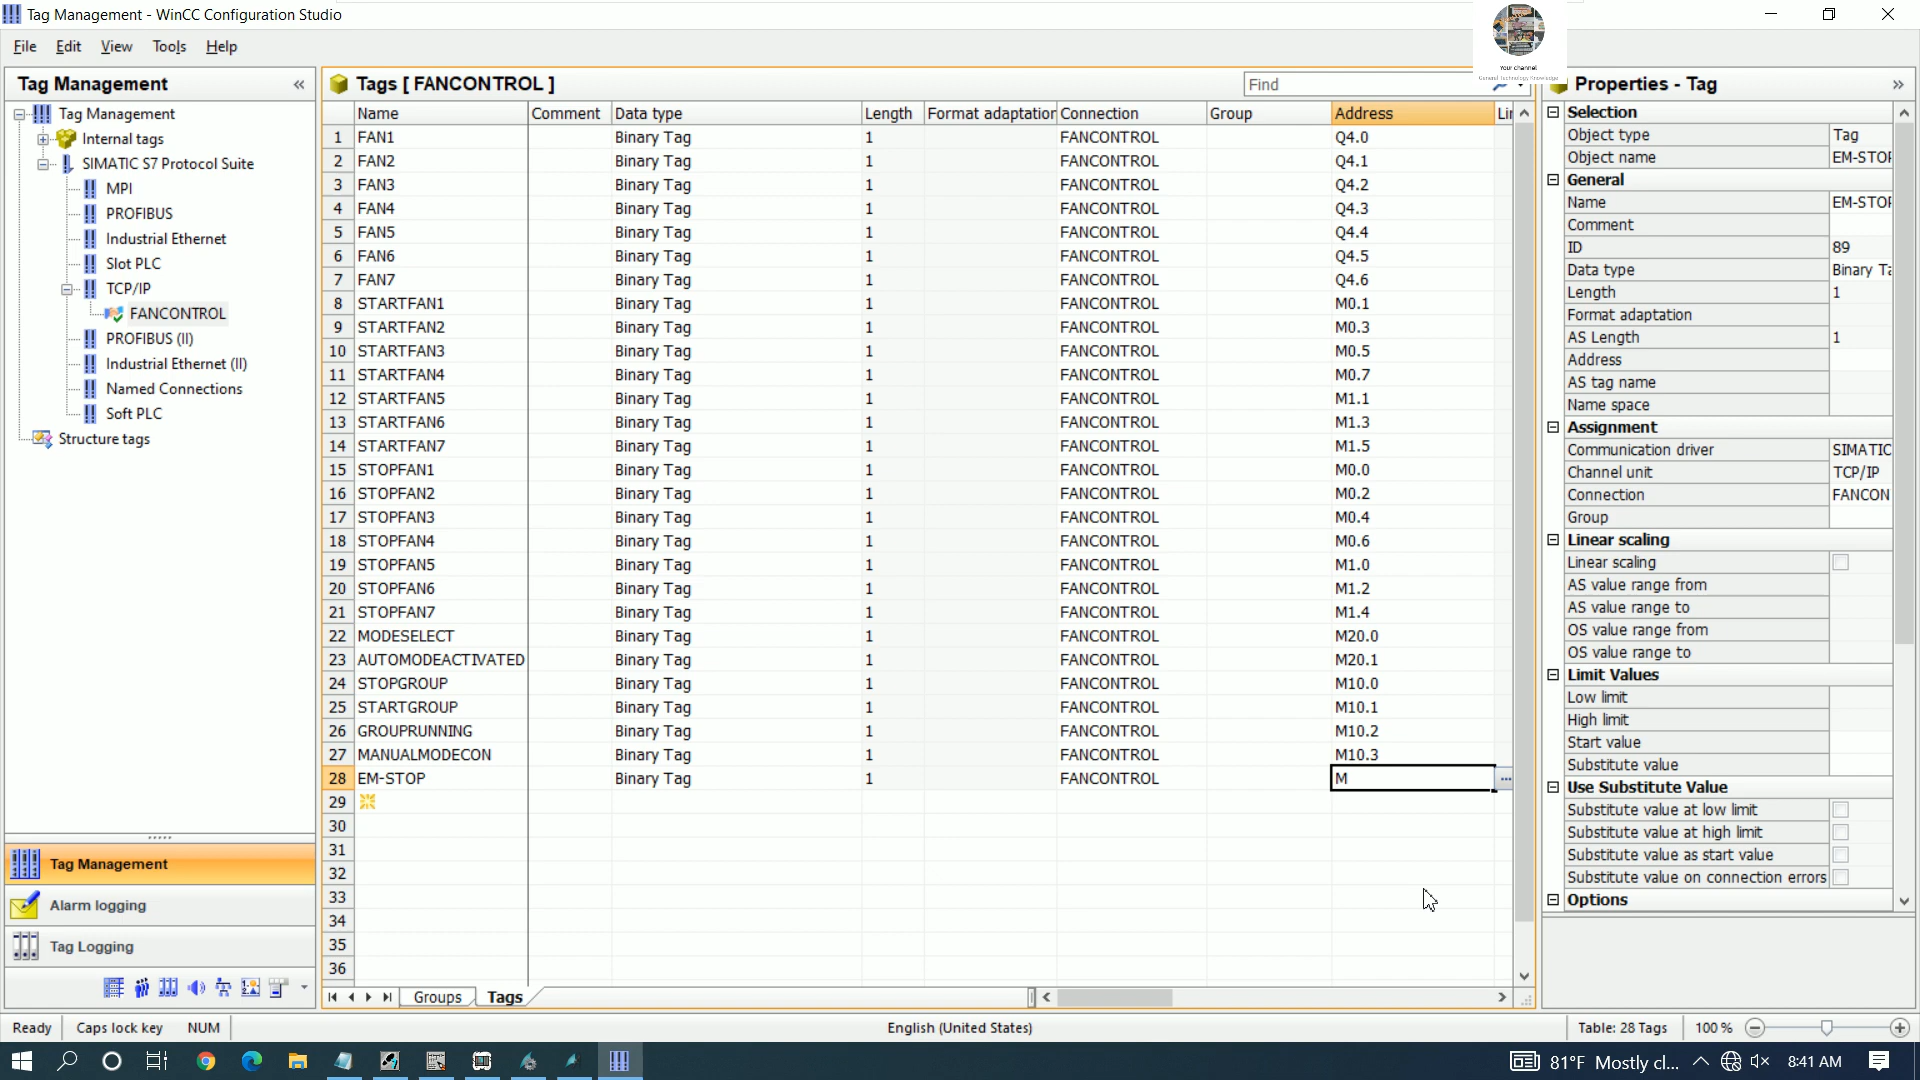 Tag Management - WinCC Configuration Studio
File Edit View Tools Help
Your channel
General Technology Knowledge
Tag Management «
Tag Management
Internal tags
SIMATIC S7 Protocol Suite
MPI
PROFIBUS
Industrial Ethernet
Slot PLC
TCP/IP
FANCONTROL
PROFIBUS (II)
Industrial Ethernet (II)
Named Connections
Soft PLC
Structure tags
Tag Management
Alarm logging
Tag Logging
Tags [ FANCONTROL ] Find
Name Comment Data type Length Format adaptation Connection Group Address Lin
1 FAN1 Binary Tag 1 FANCONTROL Q4.0
2 FAN2 Binary Tag 1 FANCONTROL Q4.1
3 FAN3 Binary Tag 1 FANCONTROL Q4.2
4 FAN4 Binary Tag 1 FANCONTROL Q4.3
5 FAN5 Binary Tag 1 FANCONTROL Q4.4
6 FAN6 Binary Tag 1 FANCONTROL Q4.5
7 FAN7 Binary Tag 1 FANCONTROL Q4.6
8 STARTFAN1 Binary Tag 1 FANCONTROL M0.1
9 STARTFAN2 Binary Tag 1 FANCONTROL M0.3
10 STARTFAN3 Binary Tag 1 FANCONTROL M0.5
11 STARTFAN4 Binary Tag 1 FANCONTROL M0.7
12 STARTFAN5 Binary Tag 1 FANCONTROL M1.1
13 STARTFAN6 Binary Tag 1 FANCONTROL M1.3
14 STARTFAN7 Binary Tag 1 FANCONTROL M1.5
15 STOPFAN1 Binary Tag 1 FANCONTROL M0.0
16 STOPFAN2 Binary Tag 1 FANCONTROL M0.2
17 STOPFAN3 Binary Tag 1 FANCONTROL M0.4
18 STOPFAN4 Binary Tag 1 FANCONTROL M0.6
19 STOPFAN5 Binary Tag 1 FANCONTROL M1.0
20 STOPFAN6 Binary Tag 1 FANCONTROL M1.2
21 STOPFAN7 Binary Tag 1 FANCONTROL M1.4
22 MODESELECT Binary Tag 1 FANCONTROL M20.0
23 AUTOMODEACTIVATED Binary Tag 1 FANCONTROL M20.1
24 STOPGROUP Binary Tag 1 FANCONTROL M10.0
25 STARTGROUP Binary Tag 1 FANCONTROL M10.1
26 GROUPRUNNING Binary Tag 1 FANCONTROL M10.2
27 MANUALMODECON Binary Tag 1 FANCONTROL M10.3
28 EM-STOP Binary Tag 1 FANCONTROL M ...
29
30
31
32
33
34
35
36
Groups Tags
Properties - Tag »
Selection
Object type Tag
Object name EM-STOP
General
Name EM-STOP
Comment
ID 89
Data type Binary Ta
Length 1
Format adaptation
AS Length 1
Address
AS tag name
Name space
Assignment
Communication driver SIMATIC
Channel unit TCP/IP
Connection FANCON
Group
Linear scaling
Linear scaling
AS value range from
AS value range to
OS value range from
OS value range to
Limit Values
Low limit
High limit
Start value
Substitute value
Use Substitute Value
Substitute value at low limit
Substitute value at high limit
Substitute value as start value
Substitute value on connection errors
Options
Ready Caps lock key NUM English (United States) Table: 28 Tags 100 %
81°F Mostly cl... 8:41 AM